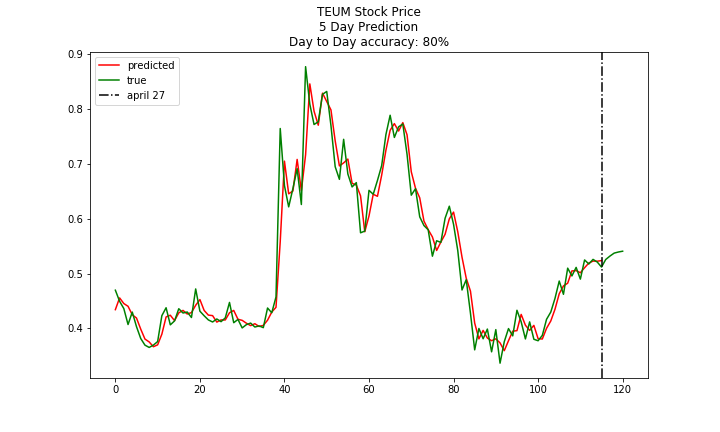 TEUM Stock Price
5 Day Prediction
Day to Day accuracy: 80%
predicted
true
april 27
0.9
0.8
0.7
0.6
0.5
0.4
0 20 40 60 80 100 120